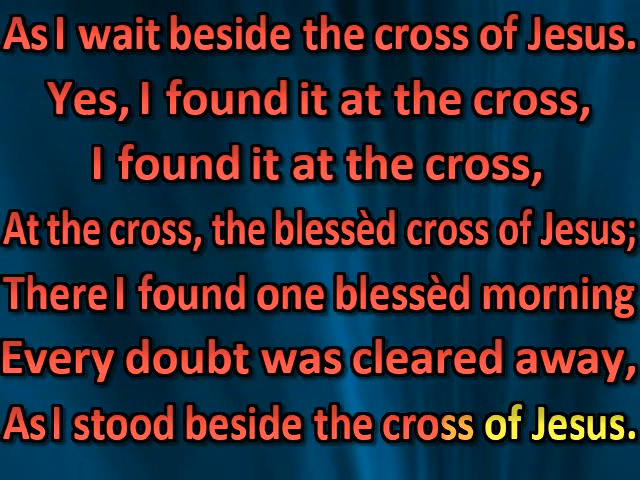 As I wait beside the cross of Jesus.
Yes, I found it at the cross,
I found it at the cross,
At the cross, the blessèd cross of Jesus;
There I found one blessèd morning
Every doubt was cleared away,
As I stood beside the cross of Jesus.